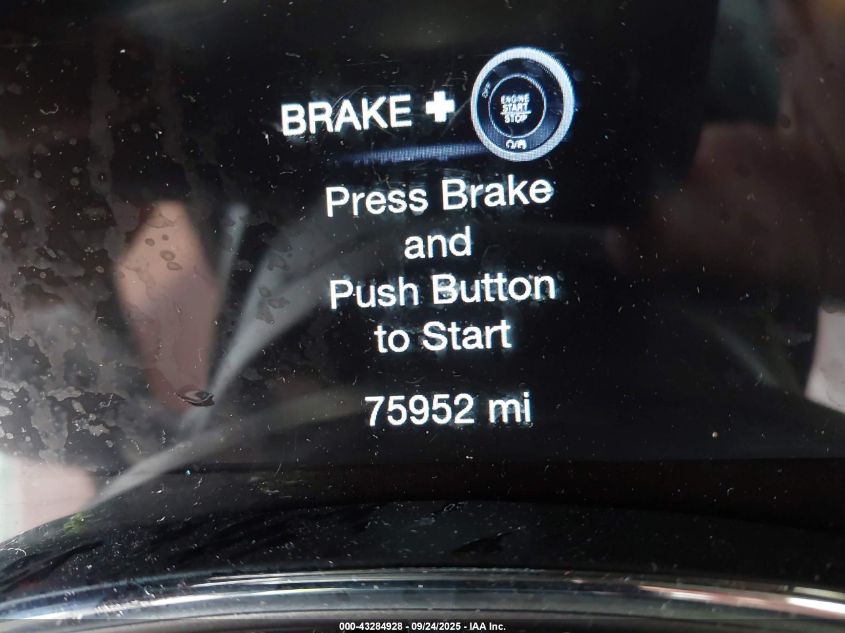 BRAKE +
OFF
ENGINE
START
STOP
Press Brake
and
Push Button
to Start
75952 mi
000-43284928 - 09/24/2025 - IAA Inc.